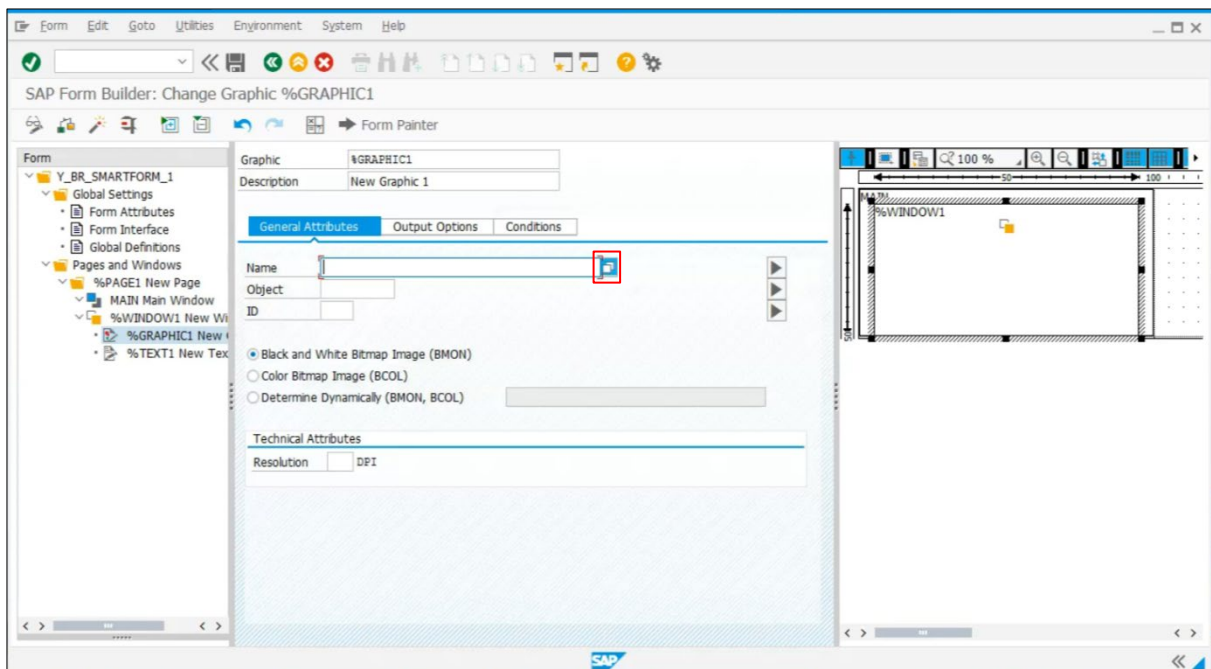 Form Edit Goto Utilities Environment System Help
SAP Form Builder: Change Graphic %GRAPHIC1
Form Painter
Form
Y_BR_SMARTFORM_1
Global Settings
Form Attributes
Form Interface
Global Definitions
Pages and Windows
%PAGE1 New Page
MAIN Main Window
%WINDOW1 New Wi
%GRAPHIC1 New
%TEXT1 New Tex
Graphic %GRAPHIC1
Description New Graphic 1
General Attributes Output Options Conditions
Name
Object
ID
Black and White Bitmap Image (BMON)
Color Bitmap Image (BCOL)
Determine Dynamically (BMON, BCOL)
Technical Attributes
Resolution DPI
100 %
50 100
MAIN
%WINDOW1
50
SAP